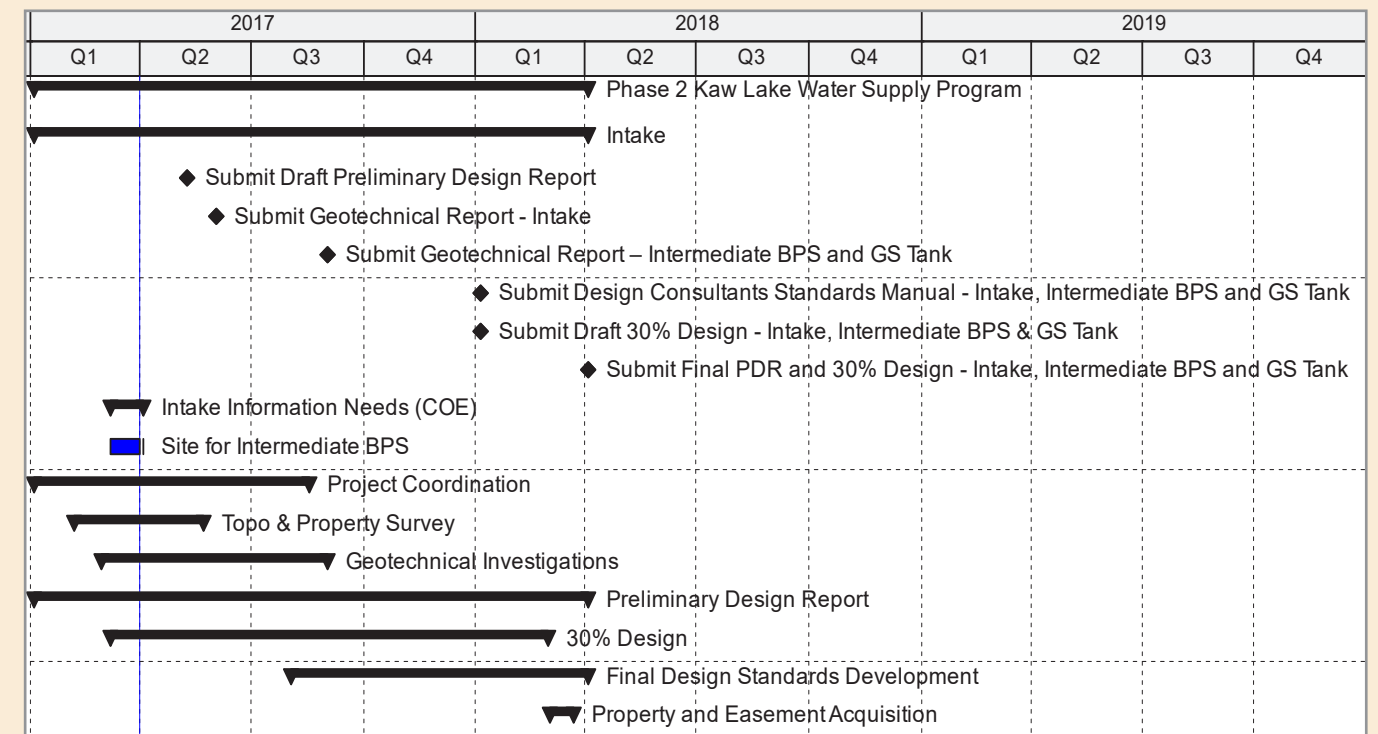 2017 2018 2019
Q1 Q2 Q3 Q4 Q1 Q2 Q3 Q4 Q1 Q2 Q3 Q4
Phase 2 Kaw Lake Water Supply Program
Intake
Submit Draft Preliminary Design Report
Submit Geotechnical Report - Intake
Submit Geotechnical Report – Intermediate BPS and GS Tank
Submit Design Consultants Standards Manual - Intake, Intermediate BPS and GS Tank
Submit Draft 30% Design - Intake, Intermediate BPS & GS Tank
Submit Final PDR and 30% Design - Intake, Intermediate BPS and GS Tank
Intake Information Needs (COE)
Site for Intermediate BPS
Project Coordination
Topo & Property Survey
Geotechnical Investigations
Preliminary Design Report
30% Design
Final Design Standards Development
Property and Easement Acquisition